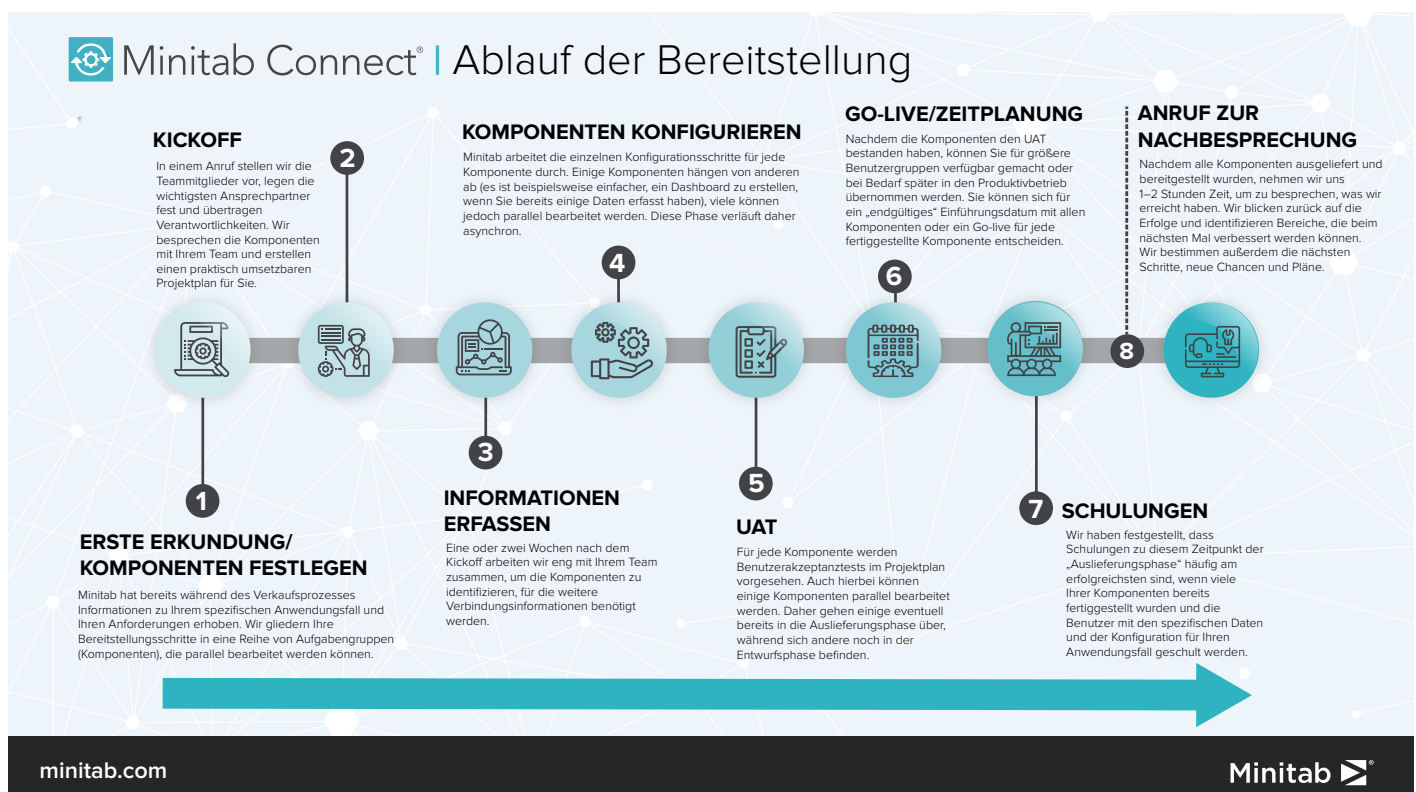 Minitab Connect® | Ablauf der Bereitstellung
1
ERSTE ERKUNDUNG/
KOMPONENTEN FESTLEGEN
Minitab hat bereits während des Verkaufsprozesses
Informationen zu Ihrem spezifischen Anwendungsfall und
Ihren Anforderungen erhoben. Wir gliedern Ihre
Bereitstellungsschritte in eine Reihe von Aufgabengruppen
(Komponenten), die parallel bearbeitet werden können.
KICKOFF
2
In einem Anruf stellen wir die
Teammitglieder vor, legen die
wichtigsten Ansprechpartner
fest und übertragen
Verantwortlichkeiten. Wir
besprechen die Komponenten
mit Ihrem Team und erstellen
einen praktisch umsetzbaren
Projektplan für Sie.
3
INFORMATIONEN
ERFASSEN
Eine oder zwei Wochen nach dem
Kickoff arbeiten wir eng mit Ihrem Team
zusammen, um die Komponenten zu
identifizieren, für die weitere
Verbindungsinformationen benötigt
werden.
KOMPONENTEN KONFIGURIEREN
Minitab arbeitet die einzelnen Konfigurationsschritte für jede
Komponente durch. Einige Komponenten hängen von anderen
ab (es ist beispielsweise einfacher, ein Dashboard zu erstellen,
wenn Sie bereits einige Daten erfasst haben), viele können
jedoch parallel bearbeitet werden. Diese Phase verläuft daher
asynchron.
4
5
UAT
Für jede Komponente werden
Benutzerakzeptanztests im Projektplan
vorgesehen. Auch hierbei können
einige Komponenten parallel bearbeitet
werden. Daher gehen einige eventuell
bereits in die Auslieferungsphase über,
während sich andere noch in der
Entwurfsphase befinden.
GO-LIVE/ZEITPLANUNG
Nachdem die Komponenten den UAT
bestanden haben, können Sie für größere
Benutzergruppen verfügbar gemacht oder
bei Bedarf später in den Produktivbetrieb
übernommen werden. Sie können sich für
ein „endgültiges“ Einführungsdatum mit allen
Komponenten oder ein Go-live für jede
fertiggestellte Komponente entscheiden.
6
7 SCHULUNGEN
Wir haben festgestellt, dass
Schulungen zu diesem Zeitpunkt der
„Auslieferungsphase“ häufig am
erfolgreichsten sind, wenn viele
Ihrer Komponenten bereits
fertiggestellt wurden und die
Benutzer mit den spezifischen Daten
und der Konfiguration für Ihren
Anwendungsfall geschult werden.
ANRUF ZUR
NACHBESPRECHUNG
Nachdem alle Komponenten ausgeliefert und
bereitgestellt wurden, nehmen wir uns
1–2 Stunden Zeit, um zu besprechen, was wir
erreicht haben. Wir blicken zurück auf die
Erfolge und identifizieren Bereiche, die beim
nächsten Mal verbessert werden können.
Wir bestimmen außerdem die nächsten
Schritte, neue Chancen und Pläne.
8
minitab.com
Minitab®